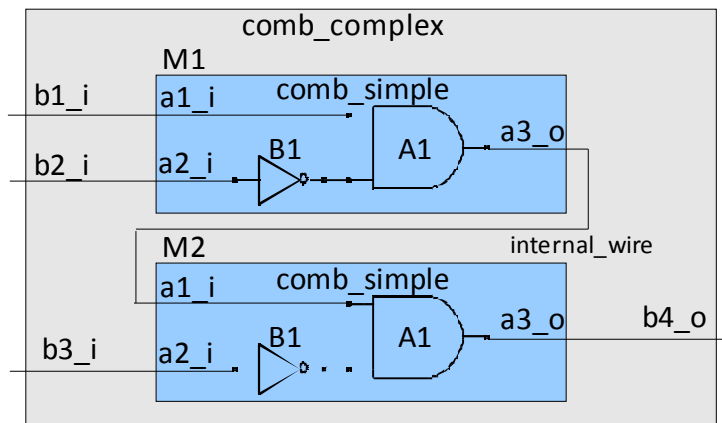 comb_complex
M1
comb_simple
b1_i
a1_i
B1
A1
a3_o
b2_i
a2_i
internal_wire
M2
comb_simple
a1_i
B1
A1
a3_o
b4_o
b3_i
a2_i